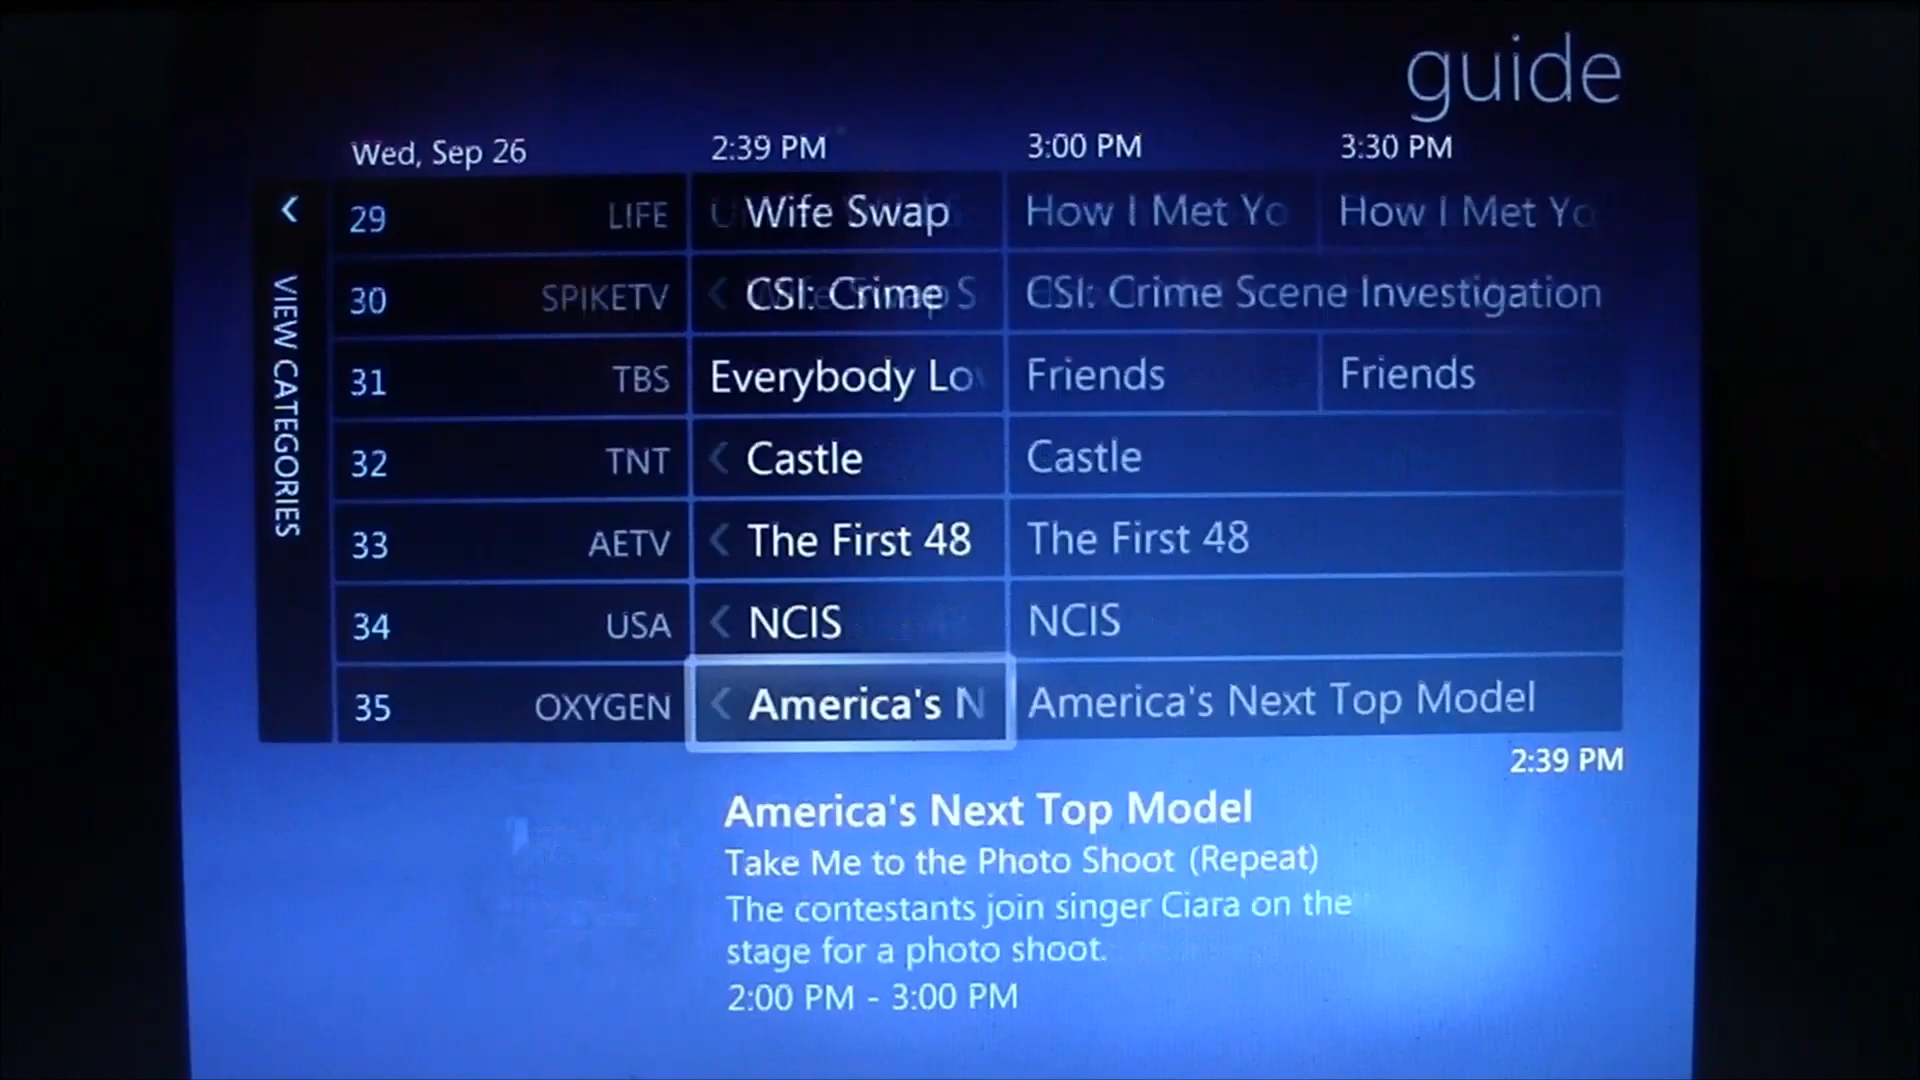 guide
Wed, Sep 26 2:39 PM 3:00 PM 3:30 PM
29 LIFE Wife Swap How I Met Yo How I Met Yo
30 SPIKETV CSI: Crime S CSI: Crime Scene Investigation
31 TBS Everybody Lo Friends Friends
32 TNT Castle Castle
33 AETV The First 48 The First 48
34 USA NCIS NCIS
35 OXYGEN America's N America's Next Top Model
VIEW CATEGORIES
2:39 PM
America's Next Top Model
Take Me to the Photo Shoot (Repeat)
The contestants join singer Ciara on the
stage for a photo shoot.
2:00 PM - 3:00 PM